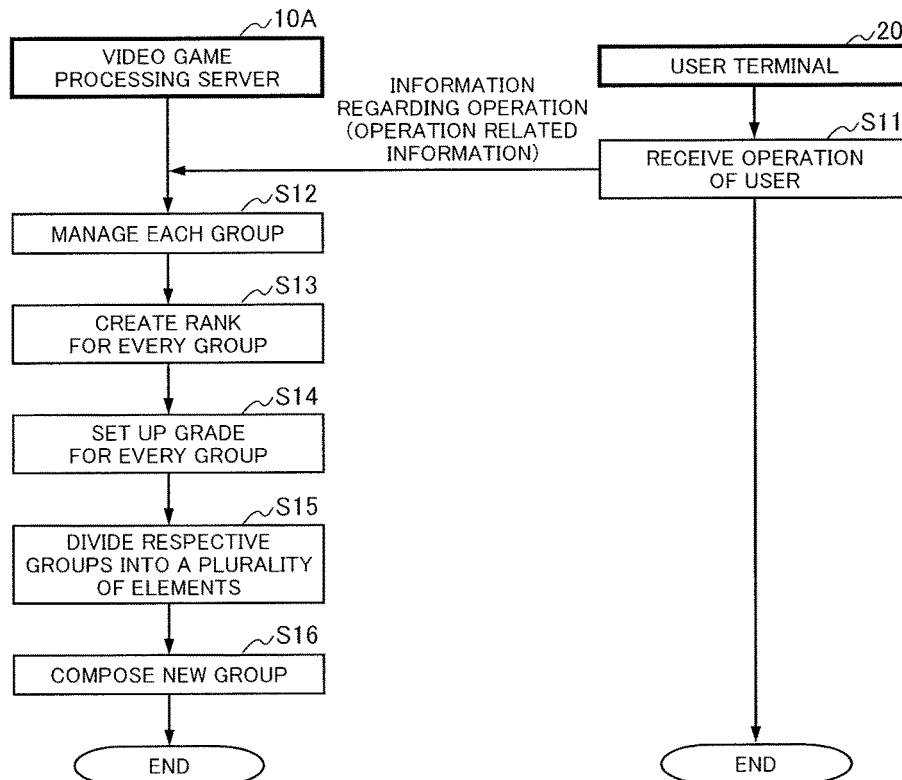 10A
VIDEO GAME
PROCESSING SERVER
20
USER TERMINAL
INFORMATION
REGARDING OPERATION
(OPERATION RELATED
INFORMATION)
S11
RECEIVE OPERATION
OF USER
S12
MANAGE EACH GROUP
S13
CREATE RANK
FOR EVERY GROUP
S14
SET UP GRADE
FOR EVERY GROUP
S15
DIVIDE RESPECTIVE
GROUPS INTO A PLURALITY
OF ELEMENTS
S16
COMPOSE NEW GROUP
END
END